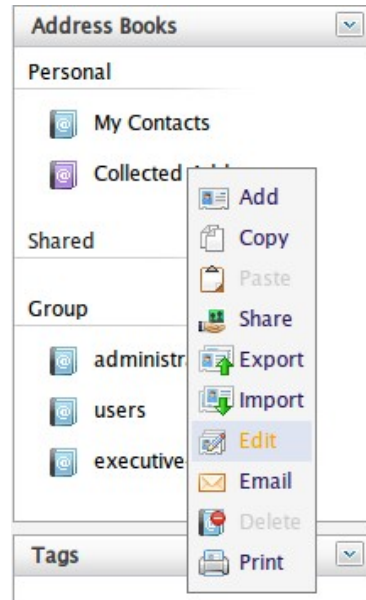 Address Books
Personal
My Contacts
Collected
Add
Shared
Copy
Paste
Group
Share
administr
Export
users
Import
executive
Edit
Email
Delete
Tags
Print